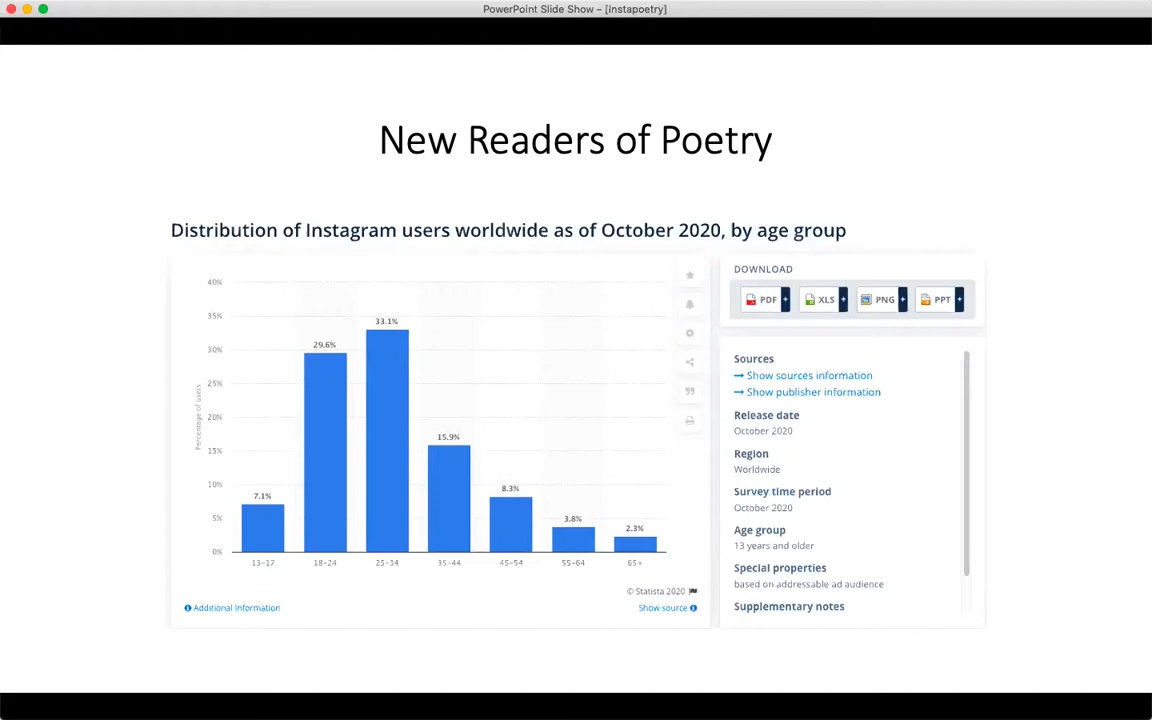 PowerPoint Slide Show – [Instapoetry]
New Readers of Poetry
Distribution of Instagram users worldwide as of October 2020, by age group
40%
35%
30%
25%
20%
15%
10%
5%
0%
Percentage of users
7.1%
29.6%
33.1%
15.9%
8.3%
3.8%
2.3%
13-17
18-24
25-34
35-44
45-54
55-64
65+
© Statista 2020
Additional Information
Show source
DOWNLOAD
PDF +
XLS +
PNG +
PPT +
Sources
Show sources information
Show publisher information
Release date
October 2020
Region
Worldwide
Survey time period
October 2020
Age group
13 years and older
Special properties
based on addressable ad audience
Supplementary notes